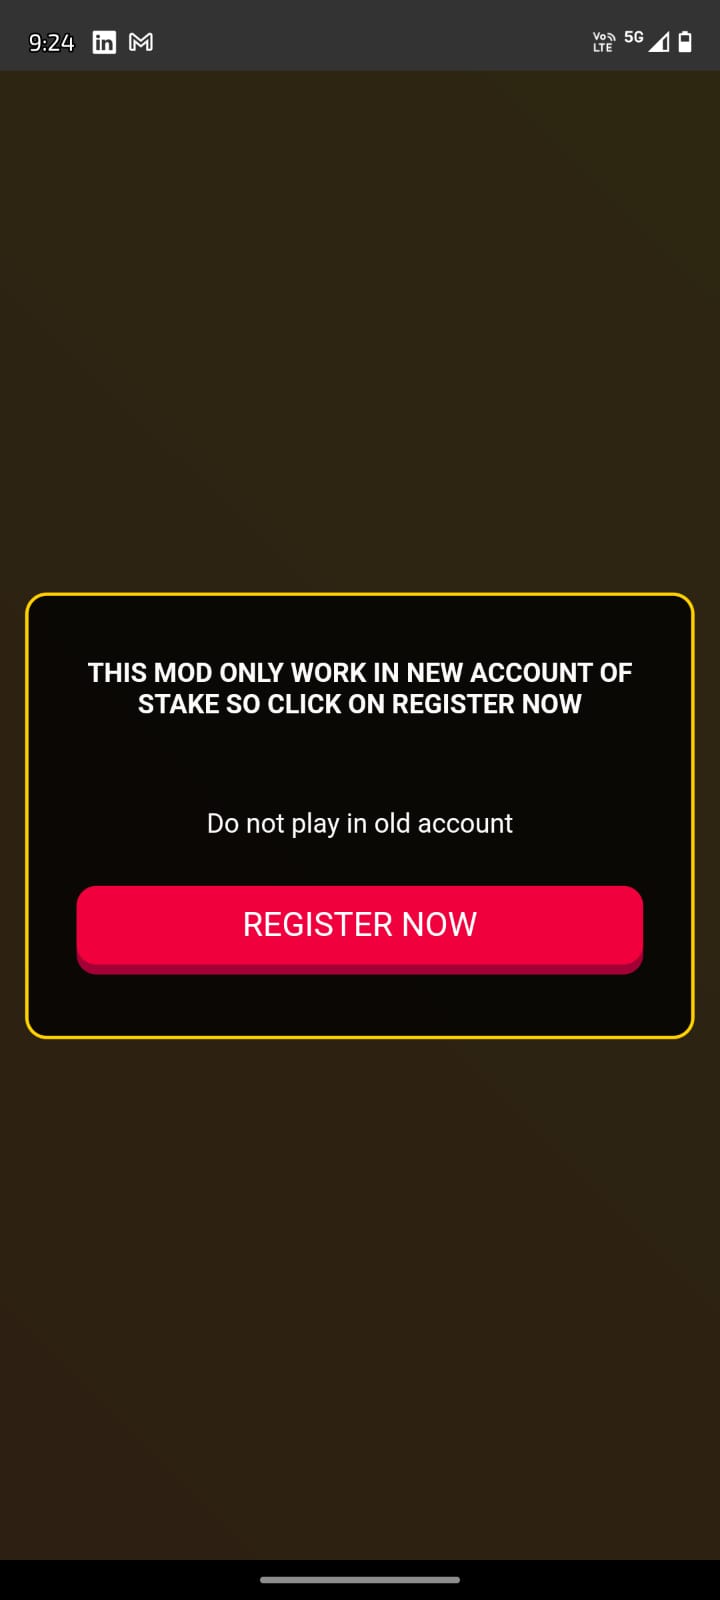 9:24
in
Vo
LTE
5G
THIS MOD ONLY WORK IN NEW ACCOUNT OF
STAKE SO CLICK ON REGISTER NOW
Do not play in old account
REGISTER NOW